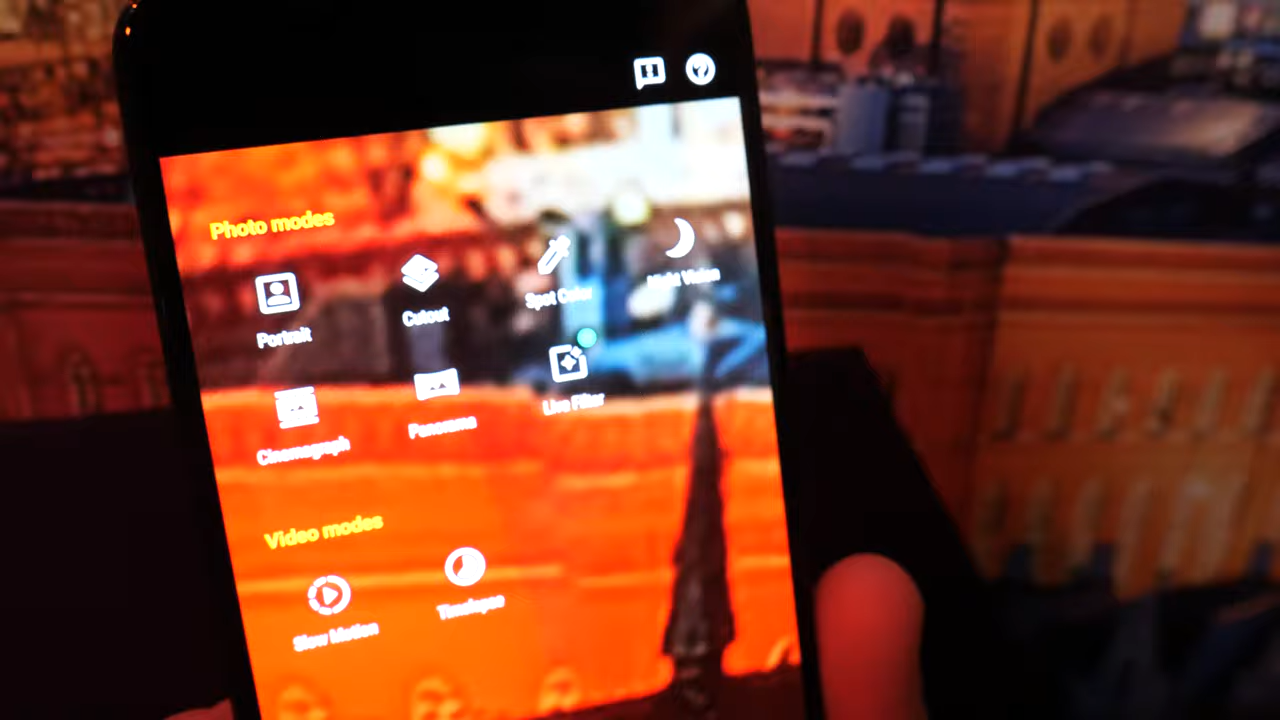 Photo modes
Portrait
Cutout
Spot Color
Night Vision
Cinemagraph
Panorama
Live Filter
Video modes
Slow Motion
Timelapse